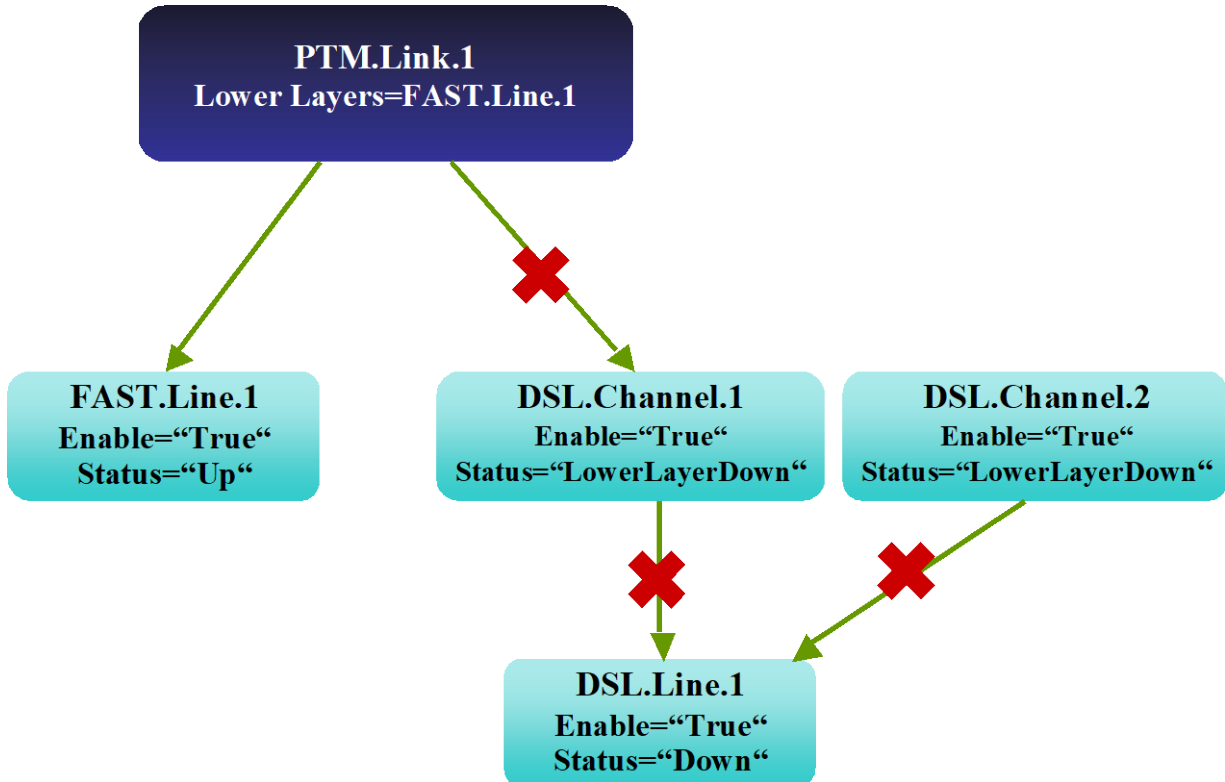 PTM.Link.1
Lower Layers=FAST.Line.1
FAST.Line.1
Enable=“True“
Status=“Up“
DSL.Channel.1
Enable=“True“
Status=“LowerLayerDown“
DSL.Channel.2
Enable=“True“
Status=“LowerLayerDown“
DSL.Line.1
Enable=“True“
Status=“Down“